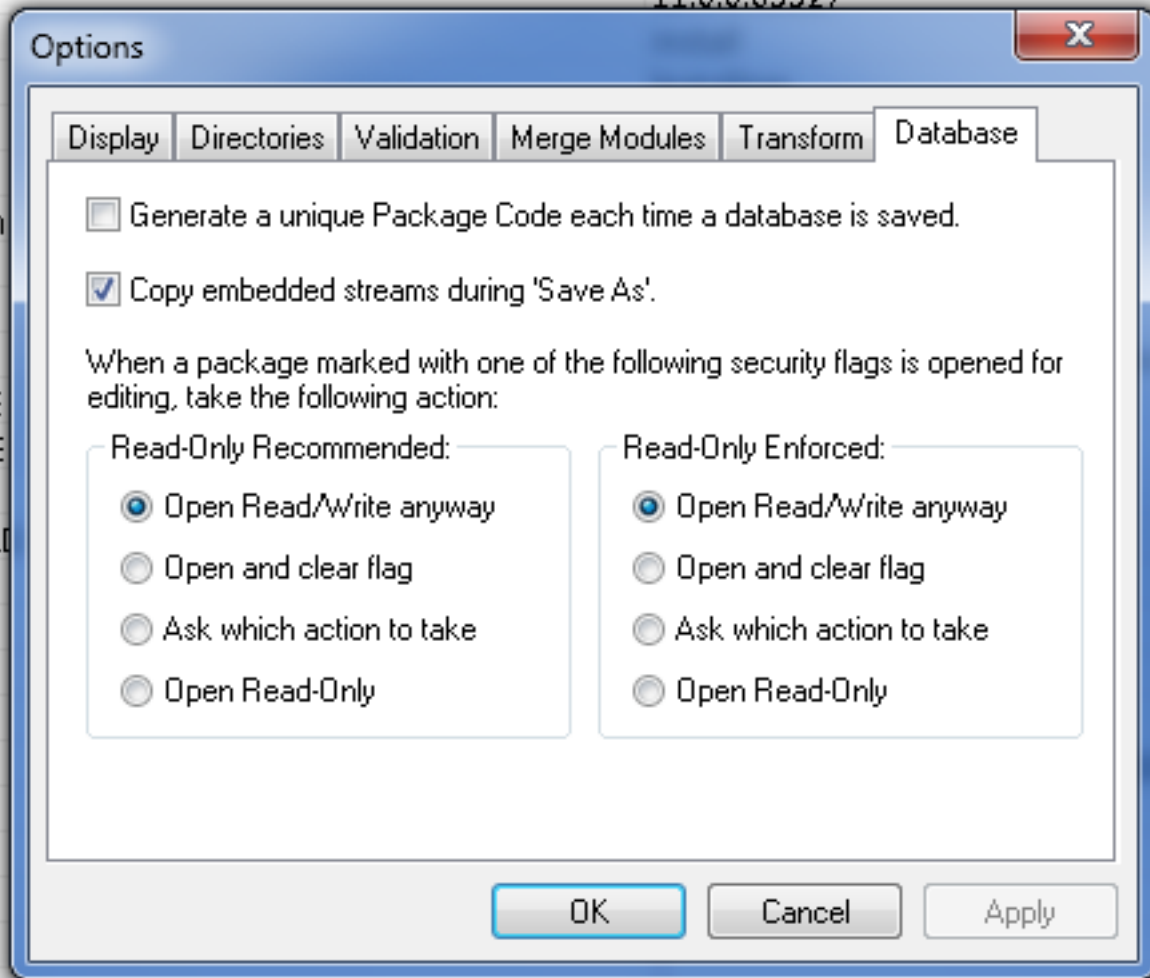 Options
Display
Directories
Validation
Merge Modules
Transform
Database
Generate a unique Package Code each time a database is saved.
Copy embedded streams during 'Save As'.
When a package marked with one of the following security flags is opened for
editing, take the following action:
Read-Only Recommended:
Open Read/Write anyway
Open and clear flag
Ask which action to take
Open Read-Only
Read-Only Enforced:
Open Read/Write anyway
Open and clear flag
Ask which action to take
Open Read-Only
OK
Cancel
Apply